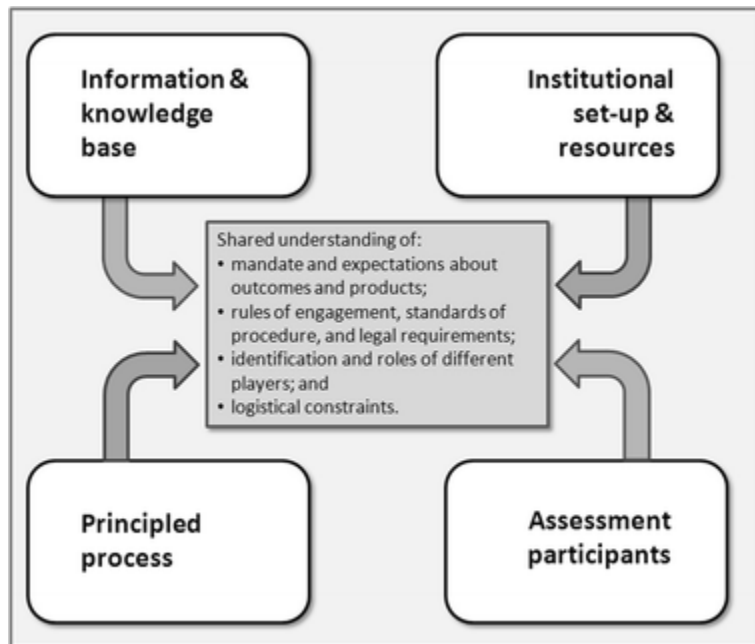 Information &
knowledge
base
Institutional
set-up &
resources
Shared understanding of:
• mandate and expectations about
outcomes and products;
• rules of engagement, standards of
procedure, and legal requirements;
• identification and roles of different
players; and
• logistical constraints.
Principled
process
Assessment
participants